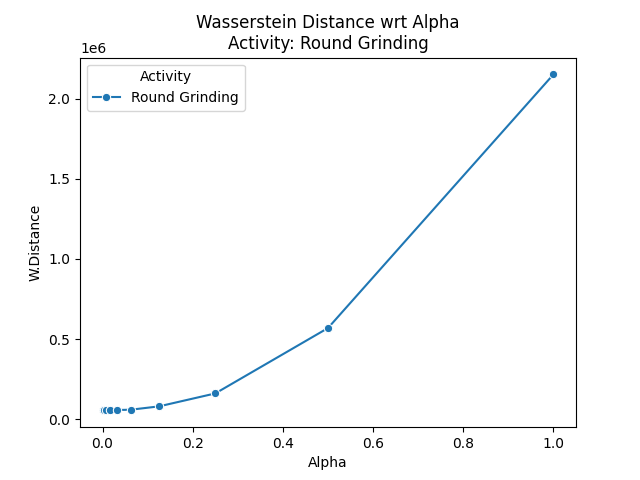 Wasserstein Distance wrt Alpha
Activity: Round Grinding
1e6
Activity
Round Grinding
2.0
1.5
1.0
0.5
0.0
W.Distance
0.0 0.2 0.4 0.6 0.8 1.0
Alpha